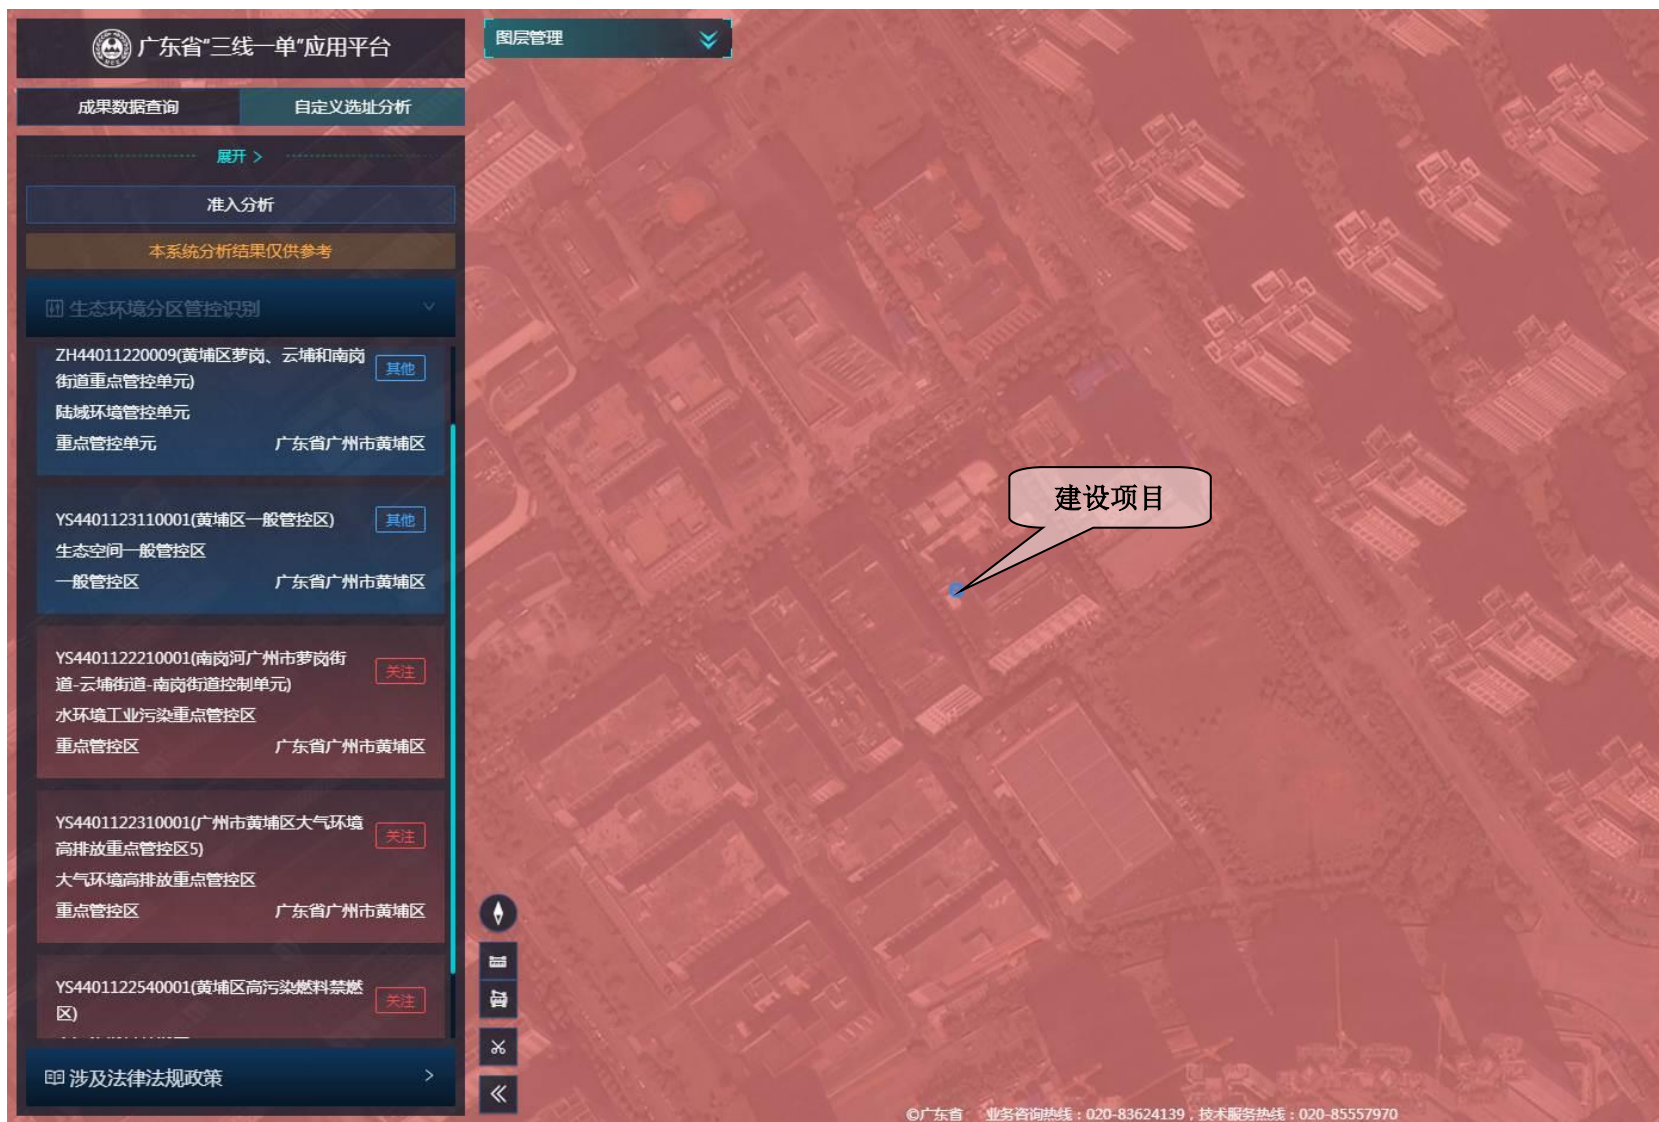 广东省“三线一单”应用平台
图层管理
成果数据查询
自定义选址分析
展开 >
准入分析
本系统分析结果仅供参考
生态环境分区管控识别
ZH44011220009(黄埔区萝岗、云埔和南岗
街道重点管控单元)
其他
陆域环境管控单元
重点管控单元 广东省广州市黄埔区
YS4401123110001(黄埔区一般管控区)
其他
生态空间一般管控区
一般管控区 广东省广州市黄埔区
YS4401122210001(南岗河广州市萝岗街
道-云埔街道-南岗街道控制单元)
关注
水环境工业污染重点管控区
重点管控区 广东省广州市黄埔区
YS4401122310001(广州市黄埔区大气环境
高排放重点管控区5)
关注
大气环境高排放重点管控区
重点管控区 广东省广州市黄埔区
YS4401122540001(黄埔区高污染燃料禁燃
区)
关注
涉及法律法规政策
建设项目
©广东省 业务咨询热线：020-83624139，技术服务热线：020-85557970